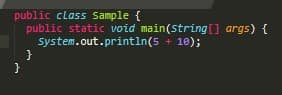 public class Sample {
  public static void main(String[] args) {
    System.out.println(5 + 10);
  }
}